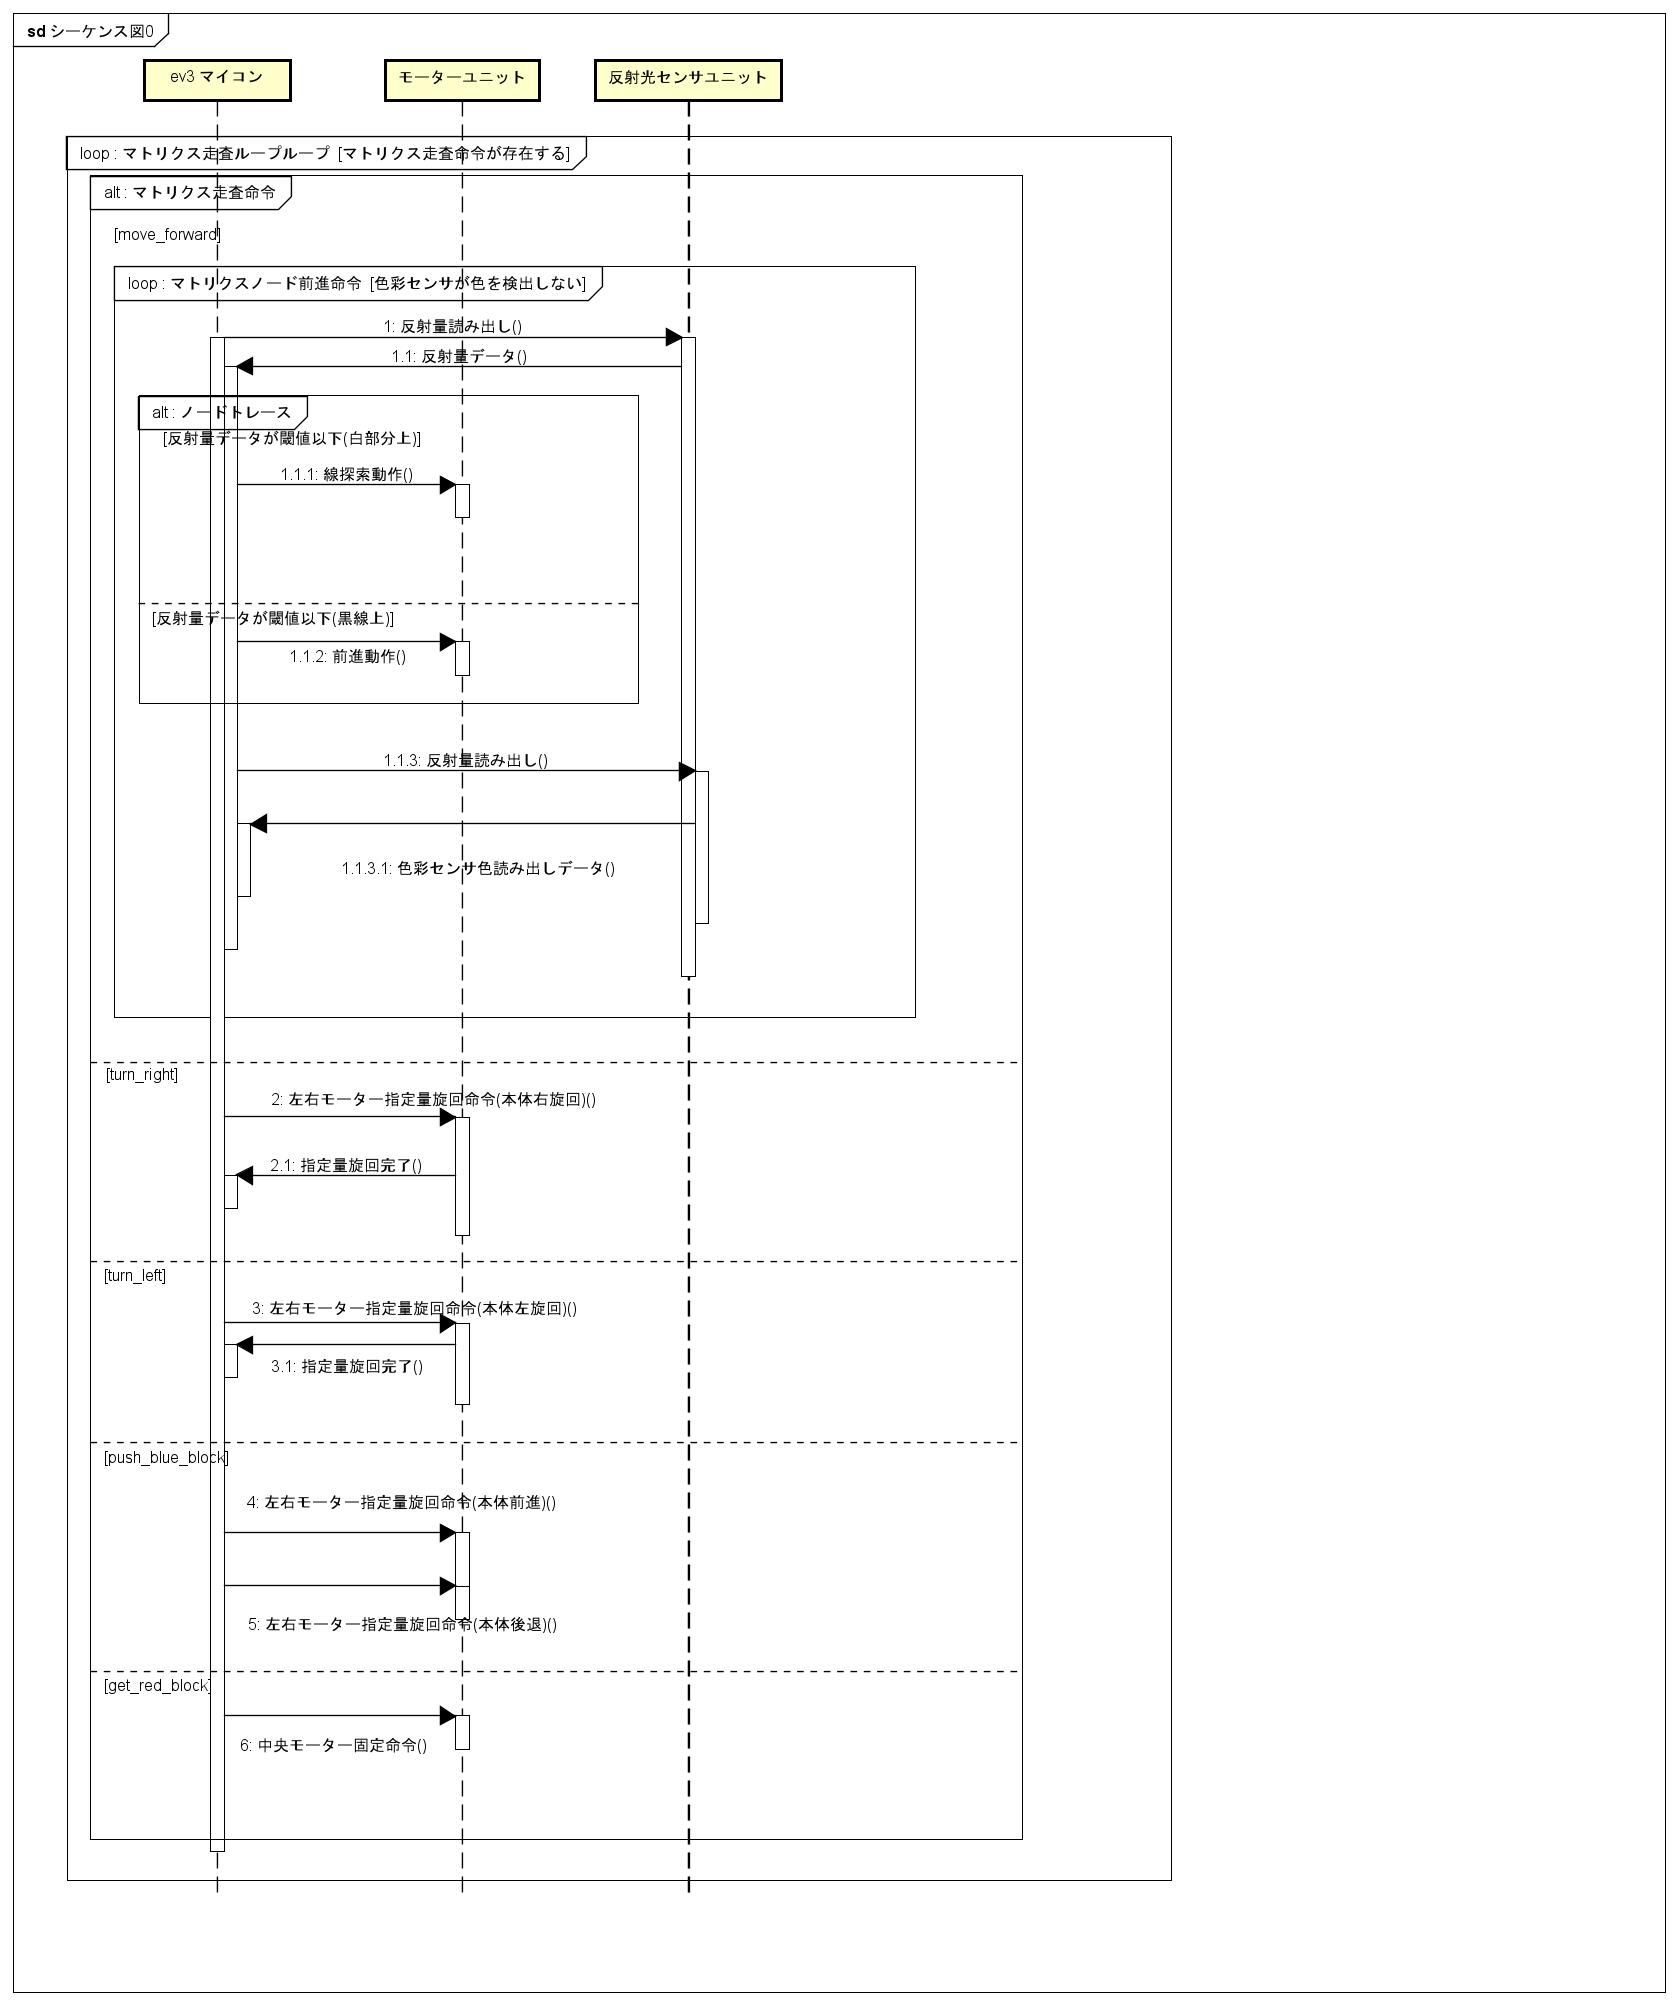 sd シーケンス図0
ev3 マイコン
モーターユニット
反射光センサユニット
loop : マトリクス走査ループループ [マトリクス走査命令が存在する]
alt : マトリクス走査命令
[move_forward]
loop : マトリクスノード前進命令 [色彩センサが色を検出しない]
1: 反射量読み出し()
1.1: 反射量データ()
alt : ノードトレース
[反射量データが閾値以下(白部分上)]
1.1.1: 線探索動作()
[反射量データが閾値以下(黒線上)]
1.1.2: 前進動作()
1.1.3: 反射量読み出し()
1.1.3.1: 色彩センサ色読み出しデータ()
[turn_right]
2: 左右モーター指定量旋回命令(本体右旋回)()
2.1: 指定量旋回完了()
[turn_left]
3: 左右モーター指定量旋回命令(本体左旋回)()
3.1: 指定量旋回完了()
[push_blue_block]
4: 左右モーター指定量旋回命令(本体前進)()
5: 左右モーター指定量旋回命令(本体後退)()
[get_red_block]
6: 中央モーター固定命令()